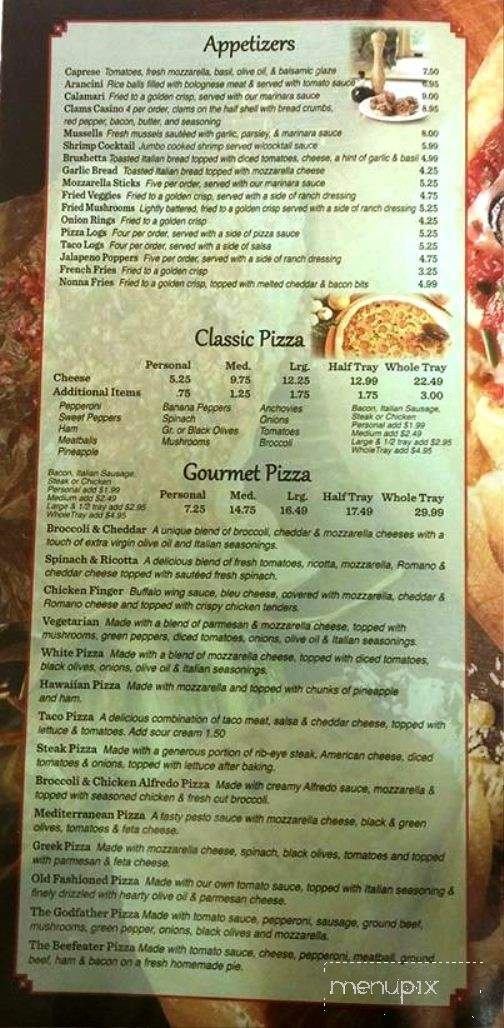 Appetizers
Caprese Tomatoes, fresh mozzarella, basil, olive oil, & balsamic glaze 7.50
Arancini Rice balls filled with bolognese meat & served with tomato sauce 6.95
Calamari Fried to a golden crisp, served with our marinara sauce 9.00
Clams Casino 4 per order, clams on the half shell with bread crumbs, 8.95
red pepper, bacon, butter, and seasoning
Mussells Fresh mussels sautéed with garlic, parsley, & marinara sauce 8.00
Shrimp Cocktail Jumbo cooked shrimp served w/cocktail sauce 5.99
Brushetta Toasted Italian bread topped with diced tomatoes, cheese, a hint of garlic & basil 4.99
Garlic Bread Toasted Italian bread topped with mozzarella cheese 4.25
Mozzarella Sticks Five per order, served with our marinara sauce 5.25
Fried Veggies Fried to a golden crisp, served with a side of ranch dressing 4.75
Fried Mushrooms Lightly battered, fried to a golden crisp served with a side of ranch dressing 5.25
Onion Rings Fried to a golden crisp 4.25
Pizza Logs Four per order, served with a side of pizza sauce 5.25
Taco Logs Four per order, served with a side of salsa 5.25
Jalapeno Poppers Five per order, served with a side of ranch dressing 4.75
French Fries Fried to a golden crisp 3.25
Nonna Fries Fried to a golden crisp, topped with melted cheddar & bacon bits 4.99
Classic Pizza
Personal Med. Lrg. Half Tray Whole Tray
Cheese 5.25 9.75 12.25 12.99 22.49
Additional Items .75 1.25 1.75 1.75 3.00
Pepperoni Banana Peppers Anchovies Bacon, Italian Sausage,
Sweet Peppers Spinach Onions Steak or Chicken
Ham Gr. or Black Olives Tomatoes Personal add $1.99
Meatballs Mushrooms Broccoli Medium add $2.49
Pineapple Large & 1/2 tray add $2.95
Whole Tray add $4.95
Gourmet Pizza
Bacon, Italian Sausage,
Steak or Chicken
Personal add $1.99
Medium add $2.49
Large & 1/2 tray add $2.95
Whole Tray add $4.95
Personal Med. Lrg. Half Tray Whole Tray
7.25 14.75 16.49 17.49 29.99
Broccoli & Cheddar A unique blend of broccoli, cheddar & mozzarella cheeses with a
touch of extra virgin olive oil and Italian seasonings.
Spinach & Ricotta A delicious blend of fresh tomatoes, ricotta, mozzarella, Romano &
cheddar cheese topped with sautéed fresh spinach.
Chicken Finger Buffalo wing sauce, bleu cheese, covered with mozzarella, cheddar &
Romano cheese and topped with crispy chicken tenders.
Vegetarian Made with a blend of parmesan & mozzarella cheese, topped with
mushrooms, green peppers, diced tomatoes, onions, olive oil & Italian seasonings.
White Pizza Made with a blend of mozzarella cheese, topped with diced tomatoes,
black olives, onions, olive oil & Italian seasonings.
Hawaiian Pizza Made with mozzarella and topped with chunks of pineapple
and ham.
Taco Pizza A delicious combination of taco meat, salsa & cheddar cheese, topped with
lettuce & tomatoes. Add sour cream 1.50
Steak Pizza Made with a generous portion of rib-eye steak, American cheese, diced
tomatoes & onions, topped with lettuce after baking.
Broccoli & Chicken Alfredo Pizza Made with creamy Alfredo sauce, mozzarella &
topped with seasoned chicken & fresh cut broccoli.
Mediterranean Pizza A tasty pesto sauce with mozzarella cheese, black & green
olives, tomatoes & feta cheese.
Greek Pizza Made with mozzarella cheese, spinach, black olives, tomatoes and topped
with parmesan & feta cheese.
Old Fashioned Pizza Made with our own tomato sauce, topped with Italian seasoning &
finely drizzled with hearty olive oil & parmesan cheese.
The Godfather Pizza Made with tomato sauce, pepperoni, sausage, ground beef,
mushrooms, green pepper, onions, black olives and mozzarella.
The Beefeater Pizza Made with tomato sauce, cheese, pepperoni, meatball, ground
beef, ham & bacon on a fresh homemade pie.
menupix